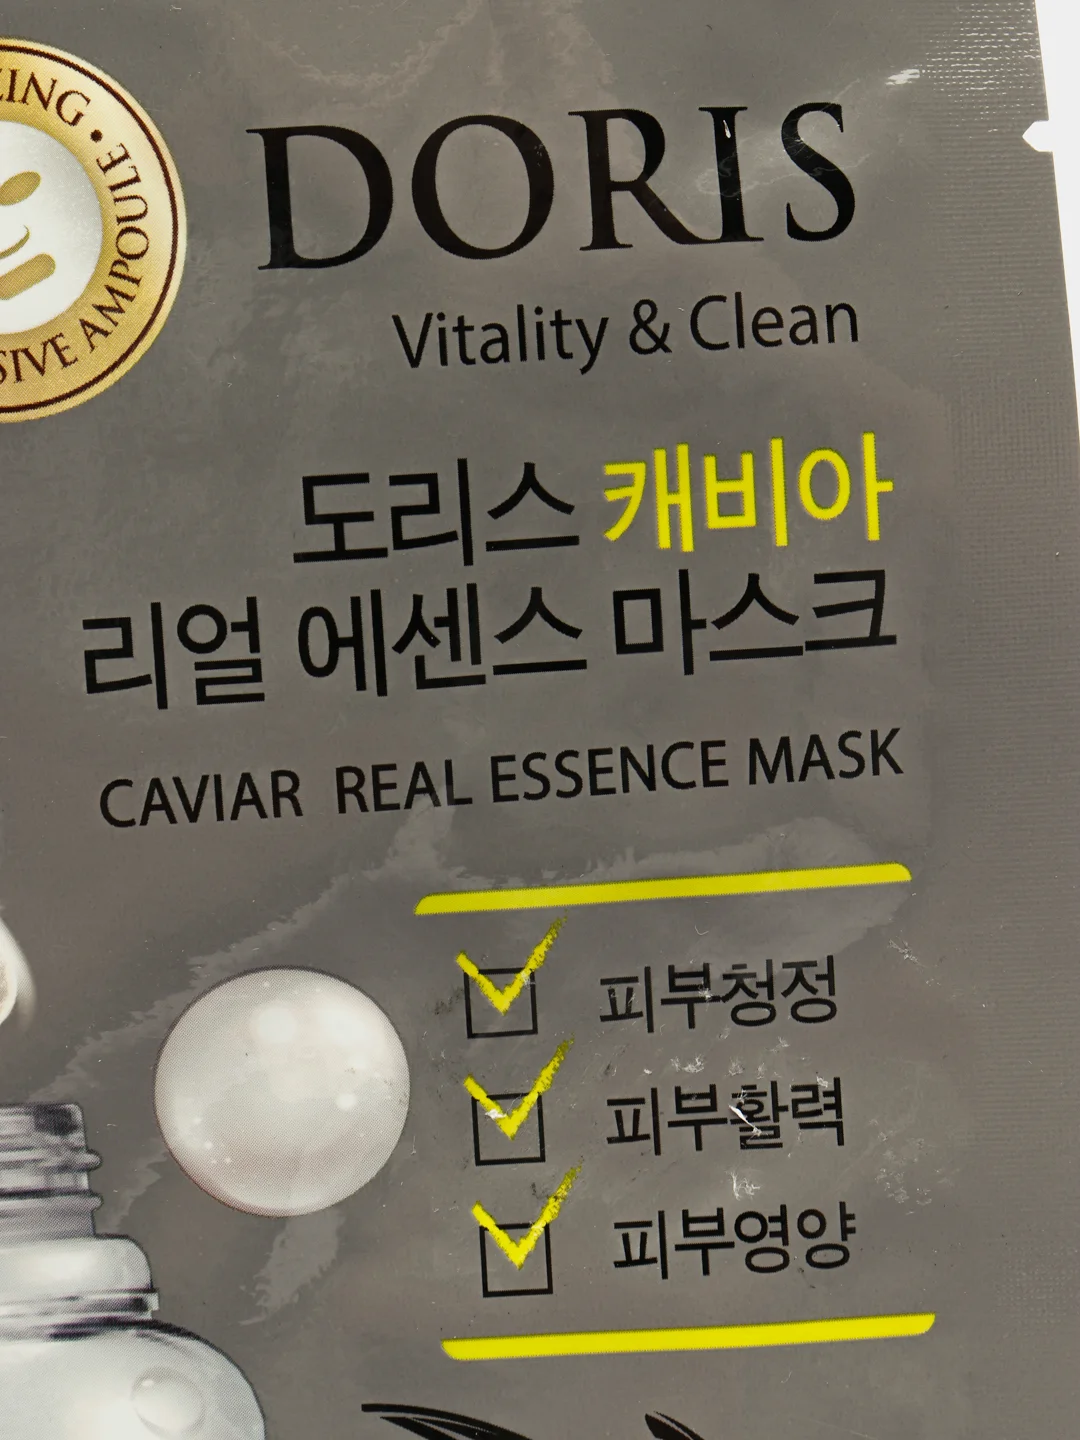 DORIS
Vitality & Clean
도리스 캐비아
리얼 에센스 마스크
CAVIAR REAL ESSENCE MASK
피부청정
피부활력
피부영양
AMPOULE